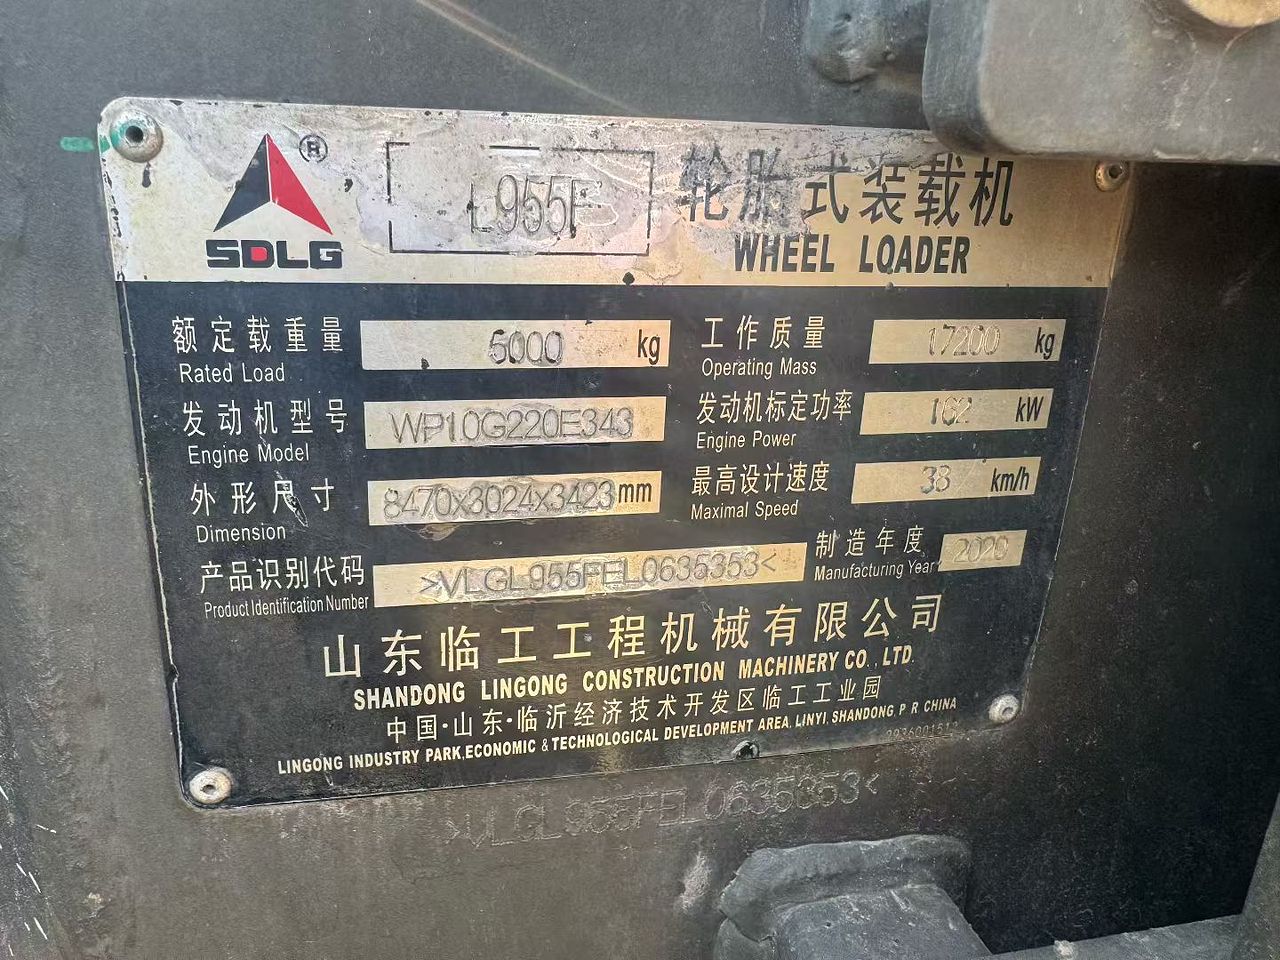 SDLG ®
L955F
轮胎式装载机
WHEEL LOADER
额定载重量 5000 kg
Rated Load
工作质量 17200 kg
Operating Mass
发动机型号 WP10G220E343
Engine Model
发动机标定功率 162 kW
Engine Power
外形尺寸 8470x3024x3423 mm
Dimension
最高设计速度 38 km/h
Maximal Speed
产品识别代码 >VLGL955FEL0635353<
Product Identification Number
制造年度 2020
Manufacturing Year
山东临工工程机械有限公司
SHANDONG LINGONG CONSTRUCTION MACHINERY CO., LTD.
中国·山东·临沂经济技术开发区临工工业园
LINGONG INDUSTRY PARK, ECONOMIC & TECHNOLOGICAL DEVELOPMENT AREA, LINYI, SHANDONG, P R CHINA
>VLGL955FEL0635353<